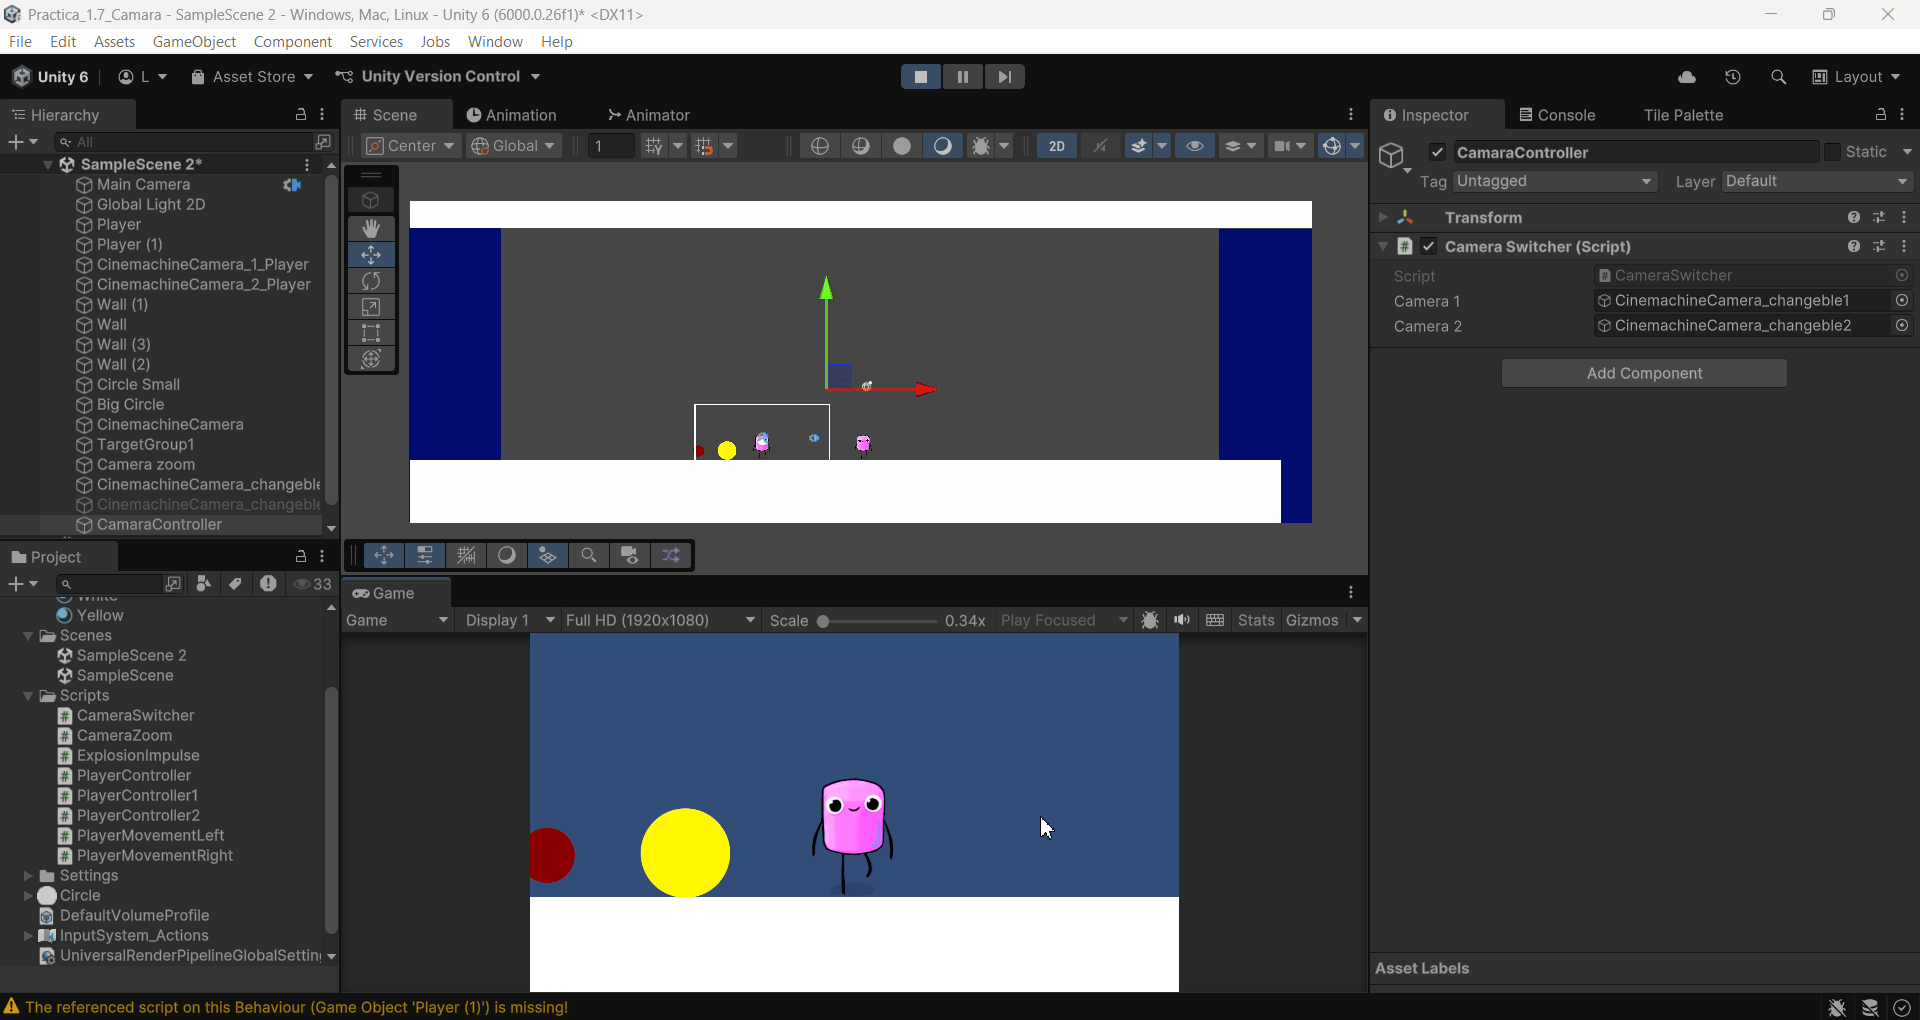 Practica_1.7_Camara - SampleScene 2 - Windows, Mac, Linux - Unity 6 (6000.0.26f1)* <DX11>
File Edit Assets GameObject Component Services Jobs Window Help
Unity 6 L Asset Store Unity Version Control Layout
Hierarchy
All
SampleScene 2*
Main Camera
Global Light 2D
Player
Player (1)
CinemachineCamera_1_Player
CinemachineCamera_2_Player
Wall (1)
Wall
Wall (3)
Wall (2)
Circle Small
Big Circle
CinemachineCamera
TargetGroup1
Camera zoom
CinemachineCamera_changeble
CinemachineCamera_changeble
CamaraController
Project
33
White
Yellow
Scenes
SampleScene 2
SampleScene
Scripts
CameraSwitcher
CameraZoom
ExplosionImpulse
PlayerController
PlayerController1
PlayerController2
PlayerMovementLeft
PlayerMovementRight
Settings
Circle
DefaultVolumeProfile
InputSystem_Actions
UniversalRenderPipelineGlobalSettin
Scene Animation Animator
Center Global 1 2D
Game
Game Display 1 Full HD (1920x1080) Scale 0.34x Play Focused Stats Gizmos
Inspector Console Tile Palette
CamaraController Static
Tag Untagged Layer Default
Transform
Camera Switcher (Script)
Script CameraSwitcher
Camera 1 CinemachineCamera_changeble1
Camera 2 CinemachineCamera_changeble2
Add Component
Asset Labels
The referenced script on this Behaviour (Game Object 'Player (1)') is missing!